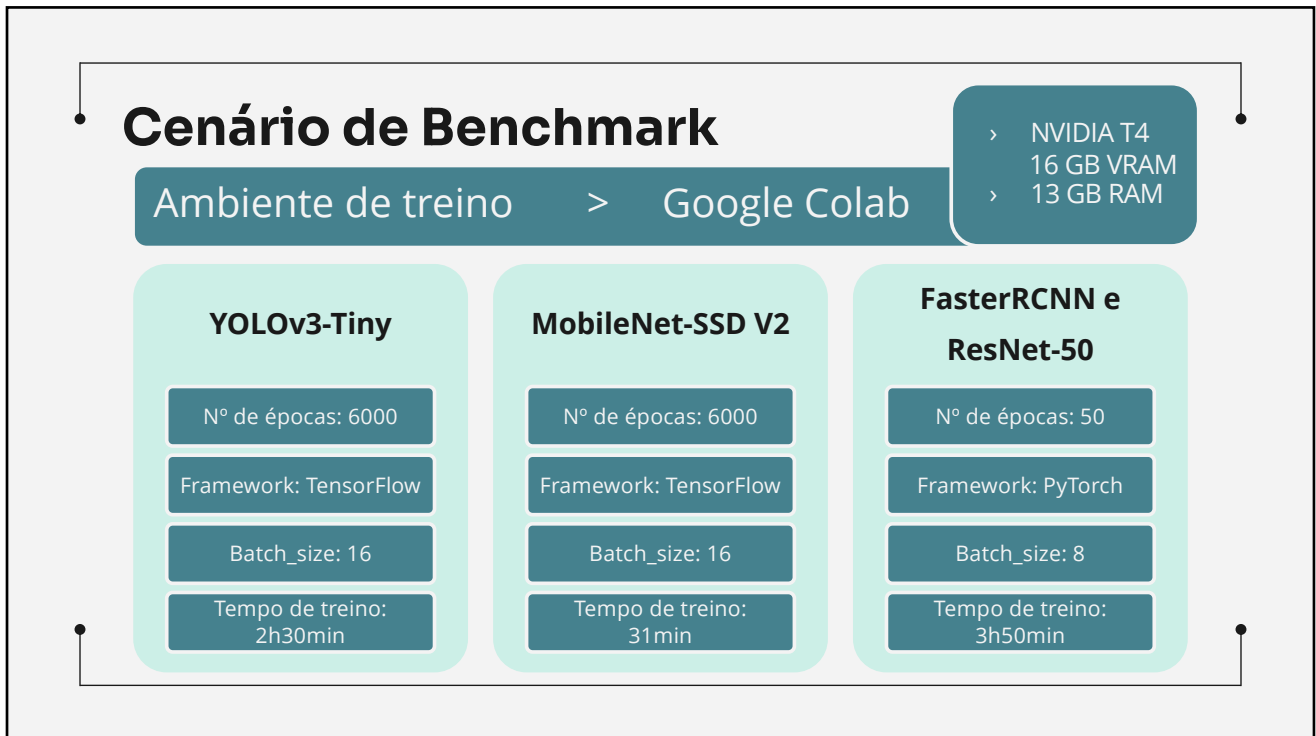 Cenário de Benchmark
› NVIDIA T4
16 GB VRAM
› 13 GB RAM
Ambiente de treino > Google Colab
YOLOv3-Tiny
Nº de épocas: 6000
Framework: TensorFlow
Batch_size: 16
Tempo de treino:
2h30min
MobileNet-SSD V2
Nº de épocas: 6000
Framework: TensorFlow
Batch_size: 16
Tempo de treino:
31min
FasterRCNN e
ResNet-50
Nº de épocas: 50
Framework: PyTorch
Batch_size: 8
Tempo de treino:
3h50min